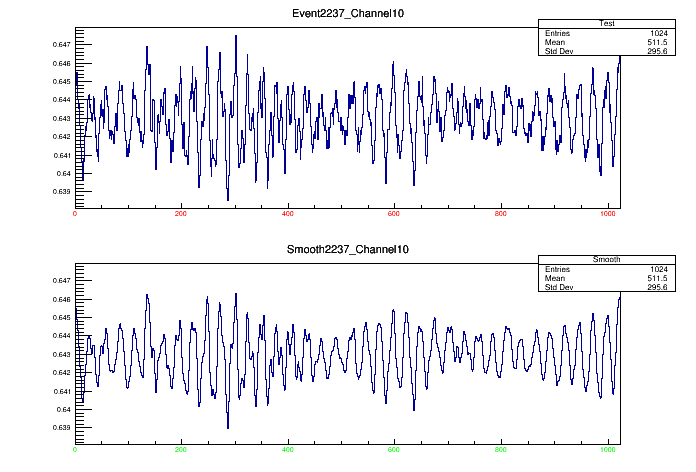 Event2237_Channel10
Test
Entries 1024
Mean 511.5
Std Dev 295.6
0.647
0.646
0.645
0.644
0.643
0.642
0.641
0.64
0.639
0 200 400 600 800 1000
Smooth2237_Channel10
Smooth
Entries 1024
Mean 511.5
Std Dev 295.6
0.647
0.646
0.645
0.644
0.643
0.642
0.641
0.64
0.639
0 200 400 600 800 1000